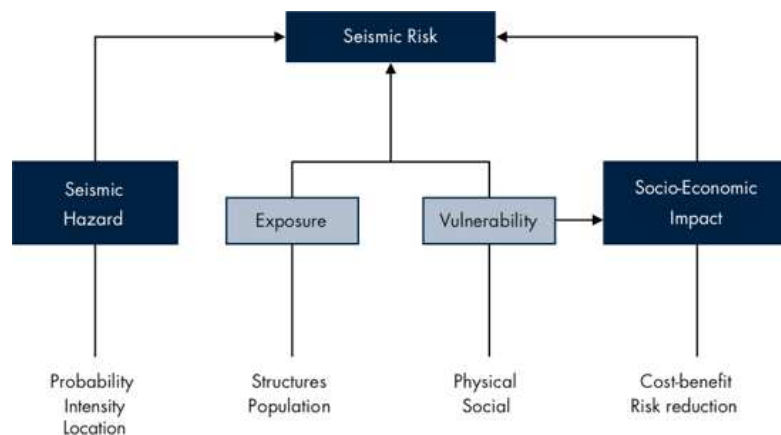 Seismic Risk
Seismic
Hazard
Exposure
Vulnerability
Socio-Economic
Impact
Probability
Intensity
Location
Structures
Population
Physical
Social
Cost-benefit
Risk reduction